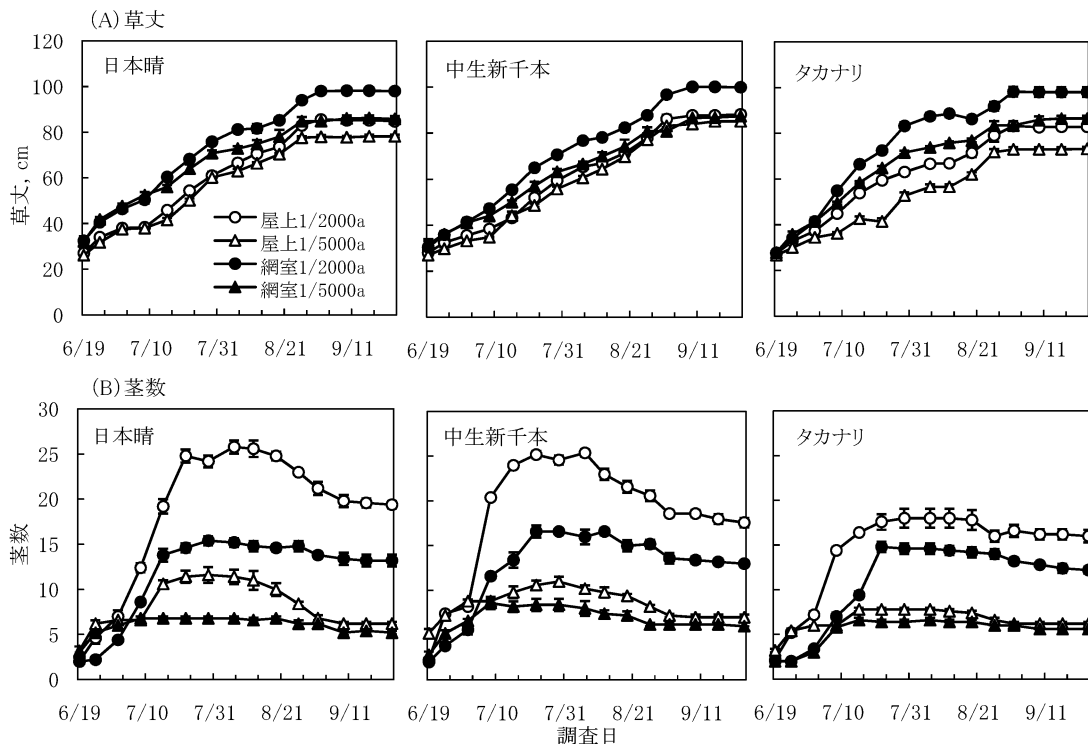 (A)草丈
120
100
80
60
40
20
0
草丈, cm
日本晴
中生新千本
タカナリ
屋上1/2000a
屋上1/5000a
網室1/2000a
網室1/5000a
6/19 7/10 7/31 8/21 9/11
6/19 7/10 7/31 8/21 9/11
6/19 7/10 7/31 8/21 9/11
(B)茎数
30
25
20
15
10
5
0
茎数
日本晴
中生新千本
タカナリ
6/19 7/10 7/31 8/21 9/11
6/19 7/10 7/31 8/21 9/11
6/19 7/10 7/31 8/21 9/11
調査日